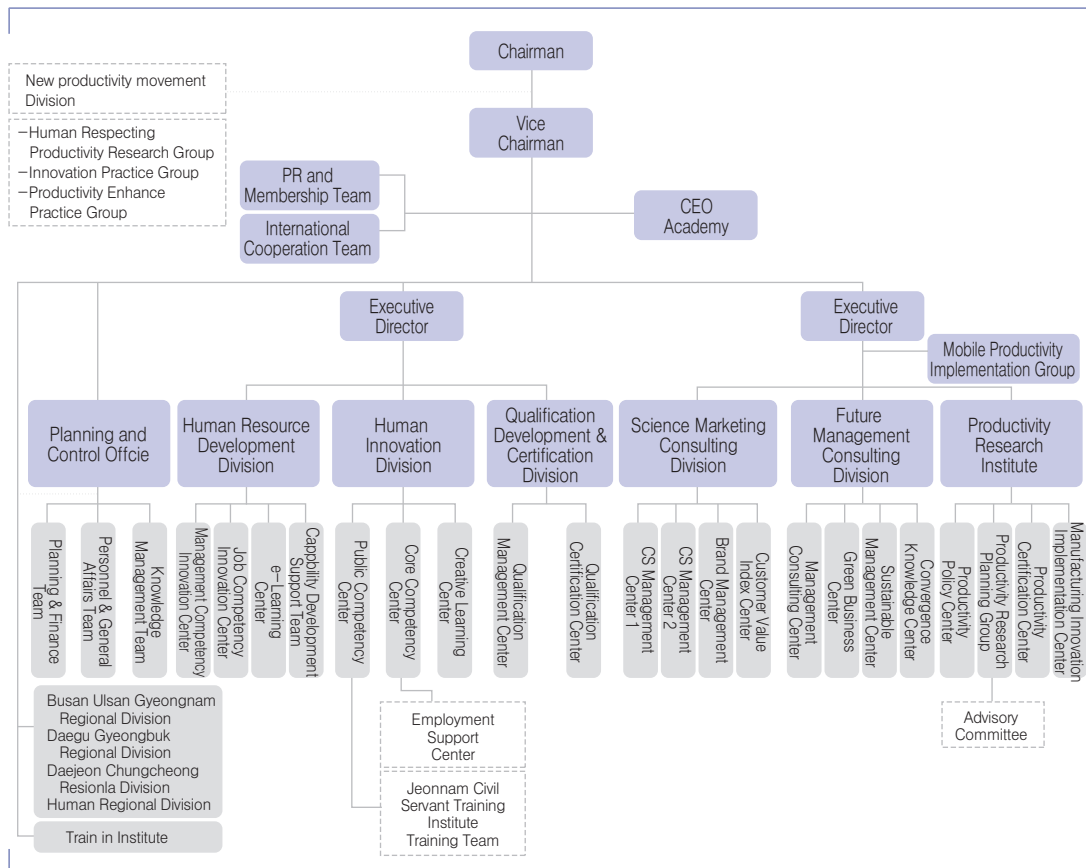 Chairman
New productivity movement
Division
Vice
Chairman
−Human Respecting
Productivity Research Group
−Innovation Practice Group
−Productivity Enhance
Practice Group
PR and
Membership Team
CEO
Academy
International
Cooperation Team
Executive
Director
Executive
Director
Mobile Productivity
Implementation Group
Planning and
Control Offcie
Human Resource
Development
Division
Human
Innovation
Division
Qualification
Development &
Certification
Division
Science Marketing
Consulting
Division
Future
Management
Consulting
Division
Productivity
Research
Institute
Planning & Finance
Team
Personnel & General
Affairs Team
Knowledge
Management Team
Management Competency
Innovation Center
Job Competency
Innovation Center
e-Learning
Center
Cappbility Development
Support Team
Public Competency
Center
Core Competency
Center
Creative Learning
Center
Qualification
Management Center
Qualification
Certification Center
CS Management
Center 1
CS Management
Center 2
Brand Management
Center
Customer Value
Index Center
Management
Consulting Center
Green Business
Center
Sustainable
Management Center
Convergence
Knowledge Center
Productivity
Policy Center
Productivity Research
Planning Group
Productivity
Certification Center
Manufacturing Innovation
Implementation Center
Busan Ulsan Gyeongnam
Regional Division
Daegu Gyeongbuk
Regional Division
Daejeon Chungcheong
Resionla Division
Human Regional Division
Employment
Support
Center
Advisory
Committee
Jeonnam Civil
Servant Training
Institute
Training Team
Train in Institute